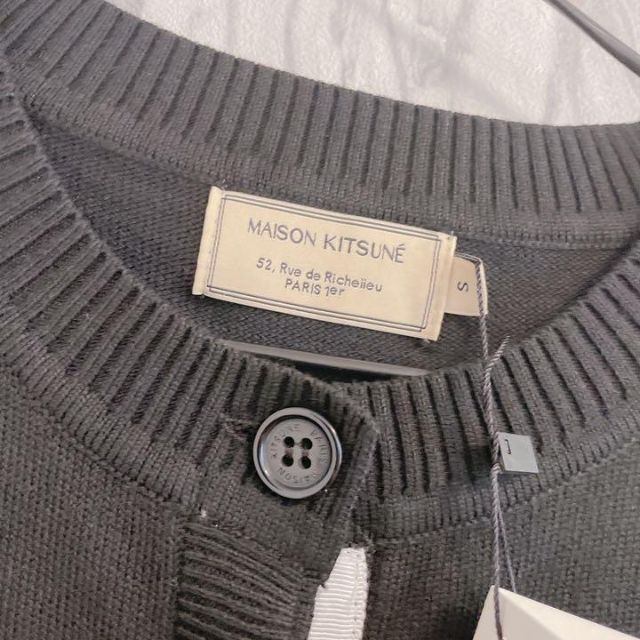 MAISON KITSUNÉ
52, Rue de Richelieu
PARIS 1er
S